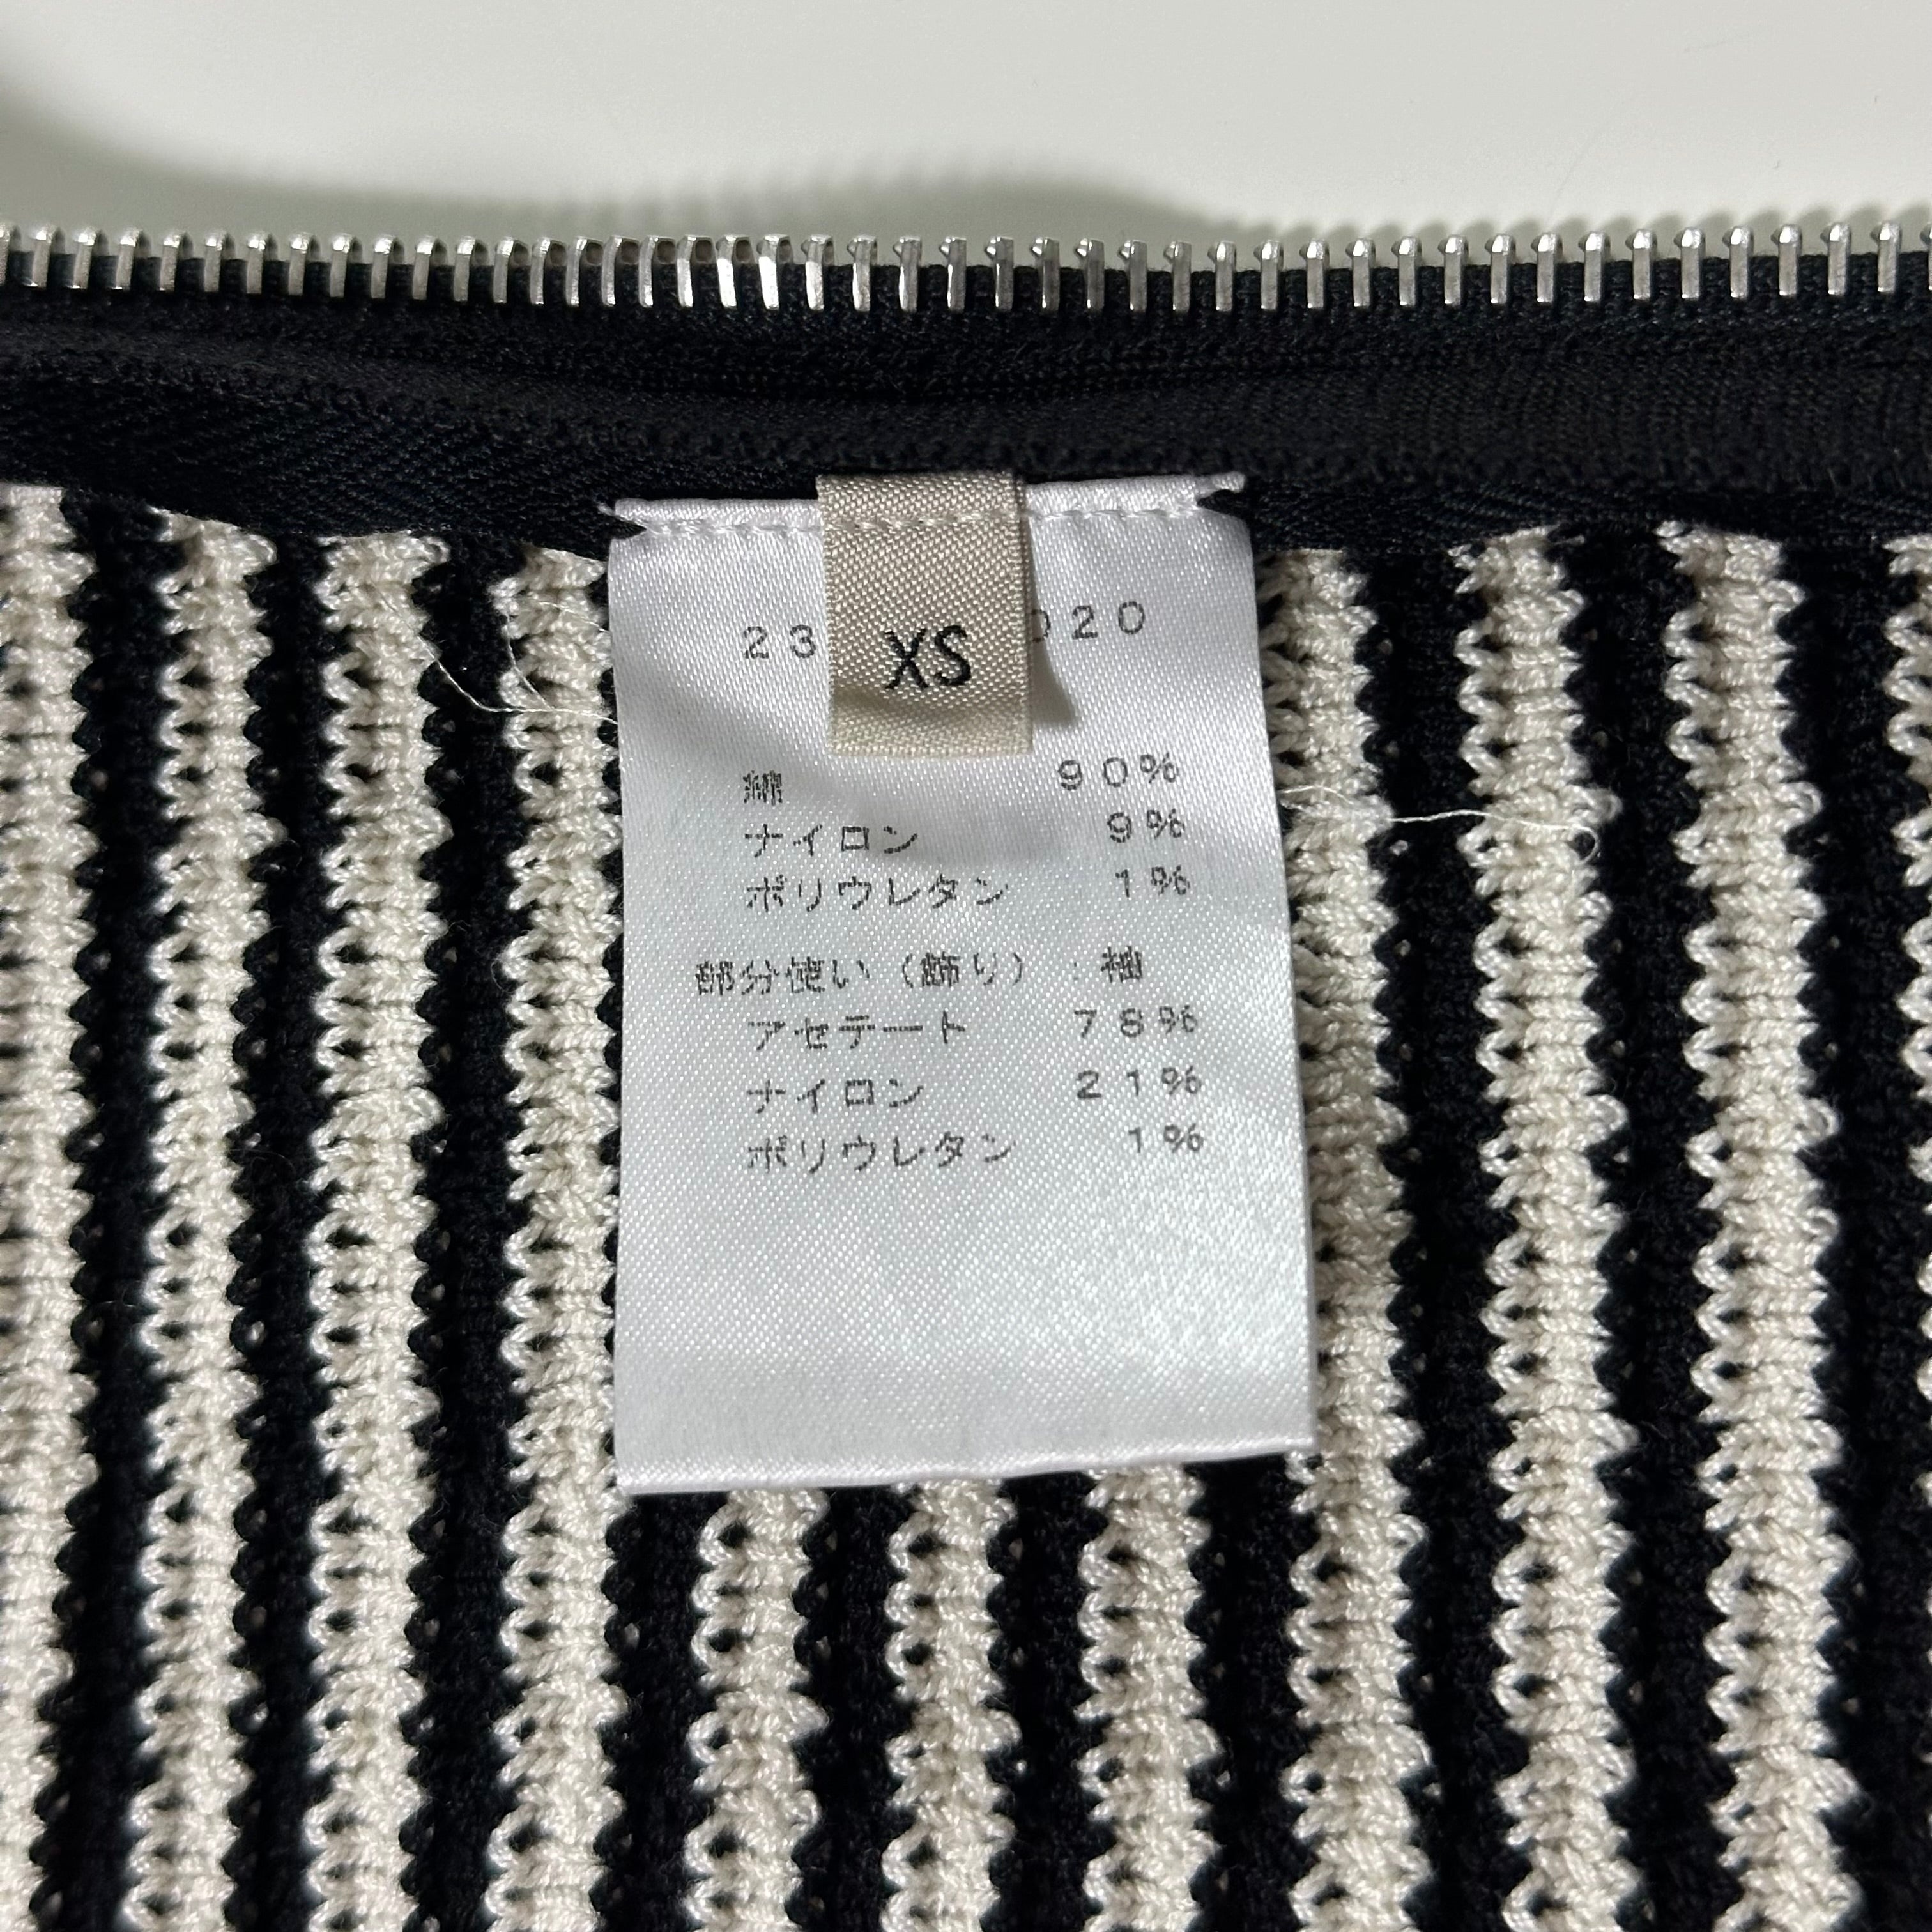 23 020
XS
綿 90%
ナイロン 9%
ポリウレタン 1%
部分使い（飾り）：袖
アセテート 78%
ナイロン 21%
ポリウレタン 1%